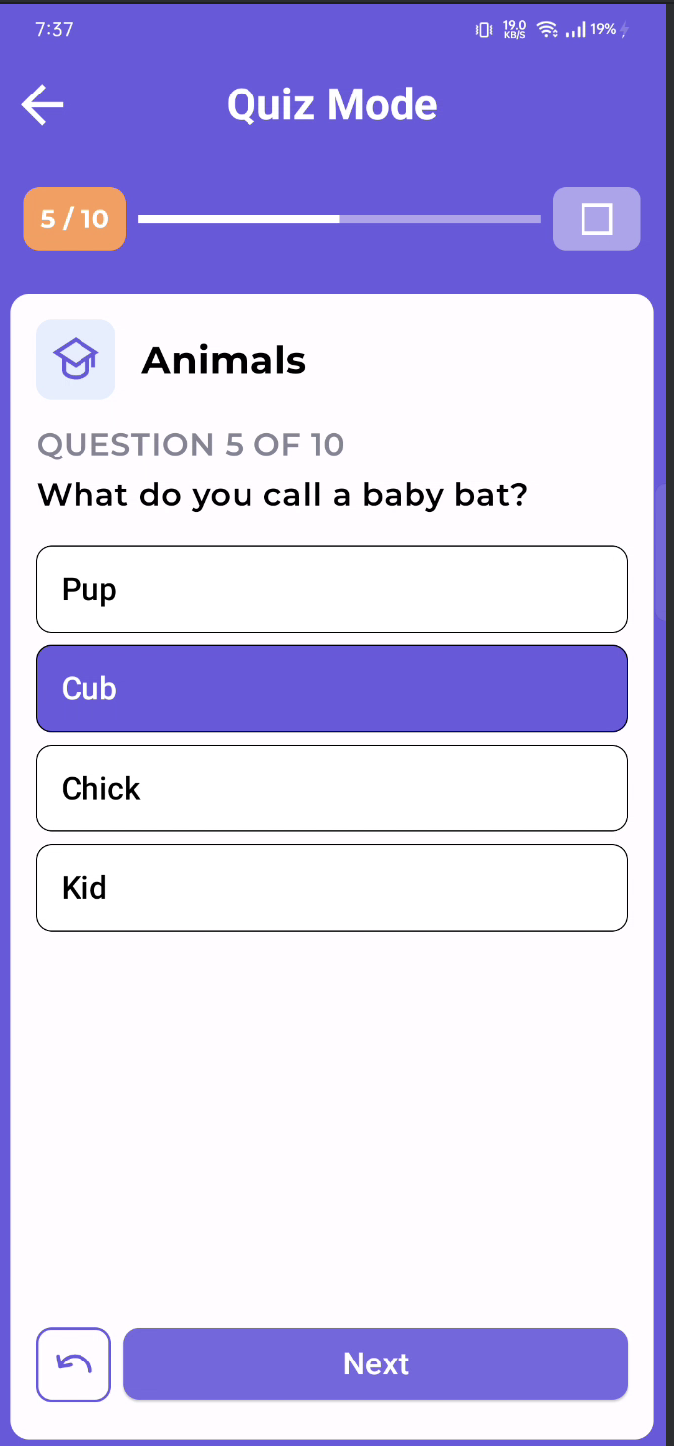 7:37
19.0
KB/S
19%
Quiz Mode
5 / 10
Animals
QUESTION 5 OF 10
What do you call a baby bat?
Pup
Cub
Chick
Kid
Next